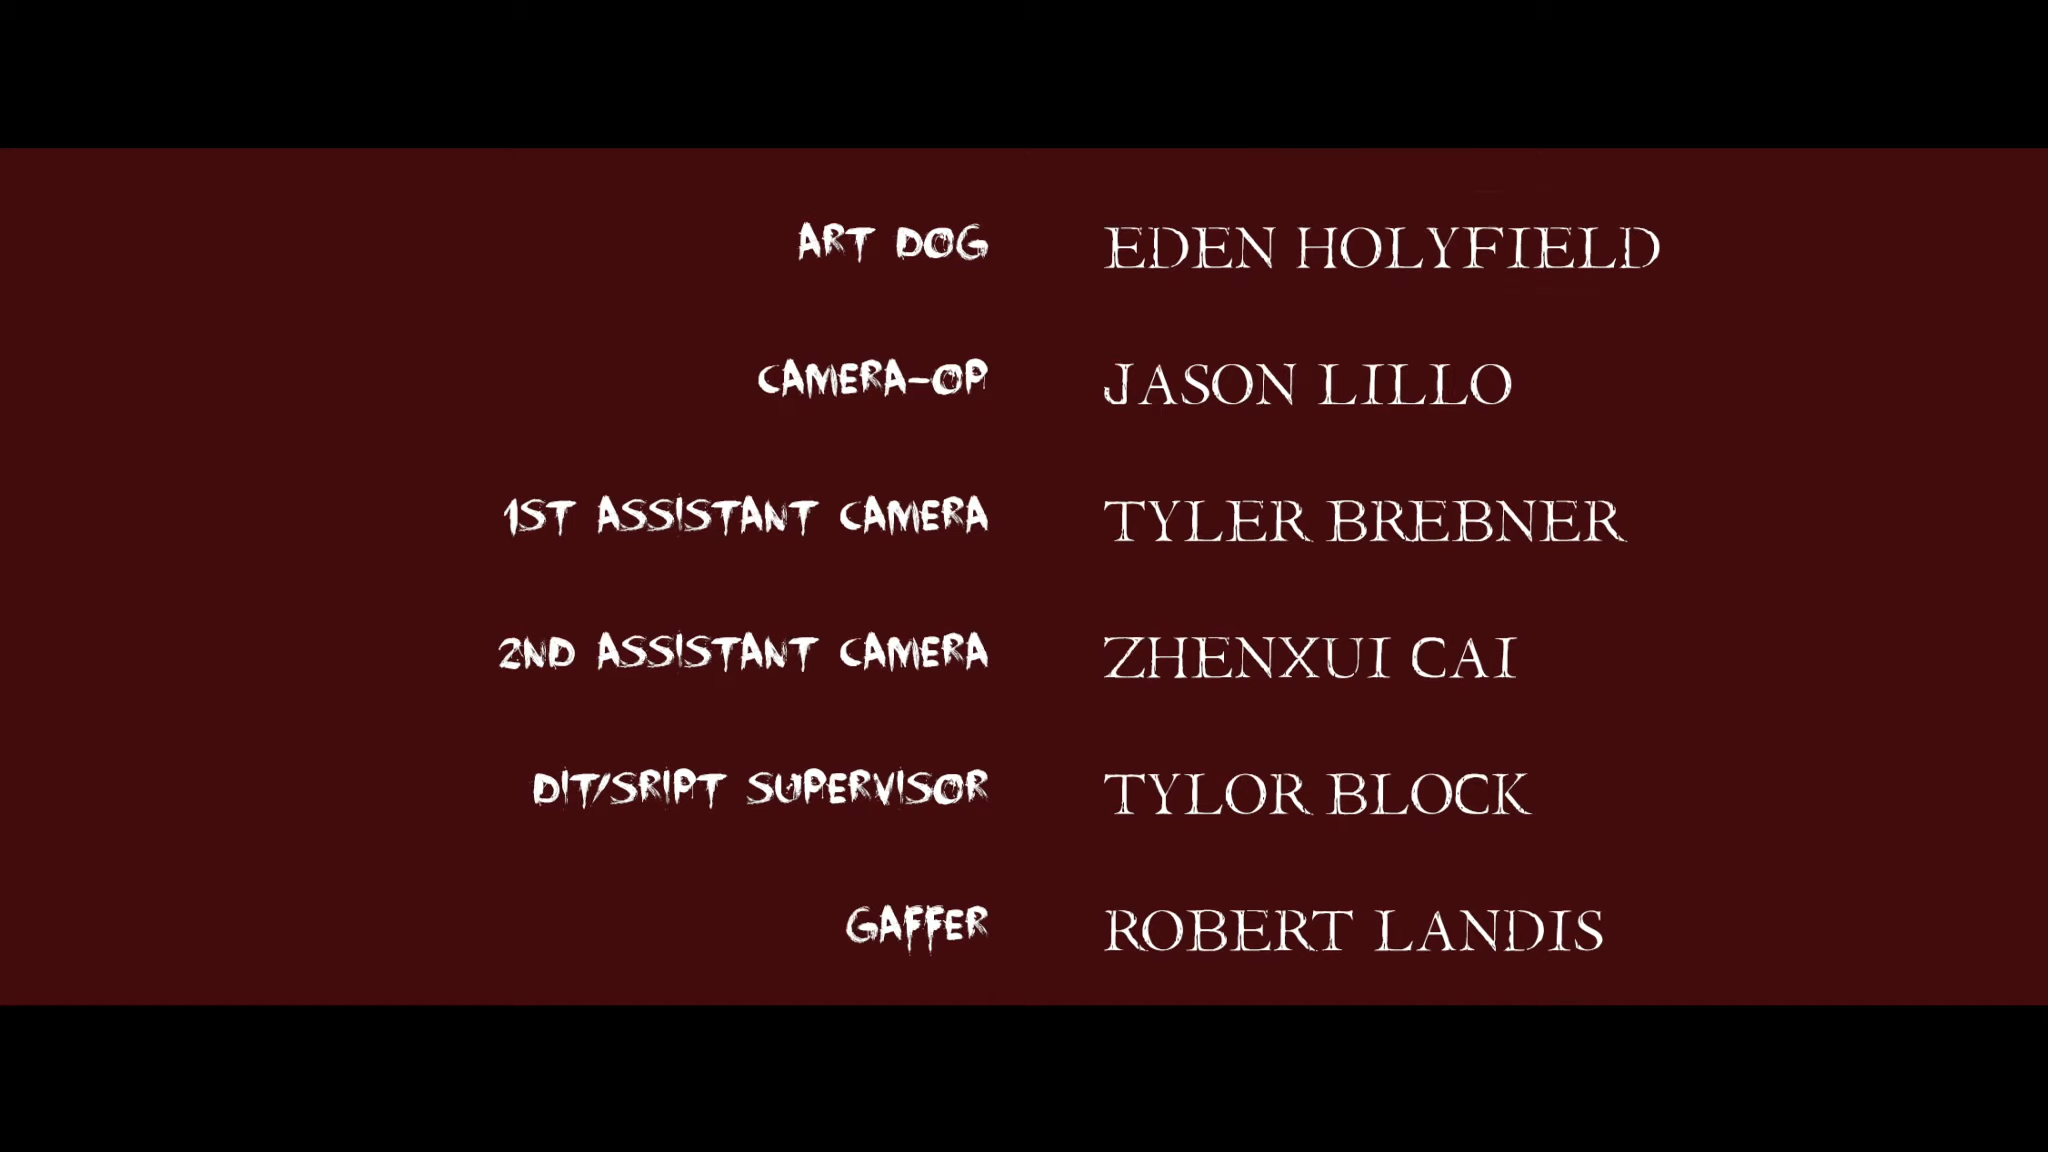 ART DOG EDEN HOLYFIELD
CAMERA-OP JASON LILLO
1ST ASSISTANT CAMERA TYLER BREBNER
2ND ASSISTANT CAMERA ZHENXUI CAI
DIT/SRIPT SUPERVISOR TYLOR BLOCK
GAFFER ROBERT LANDIS